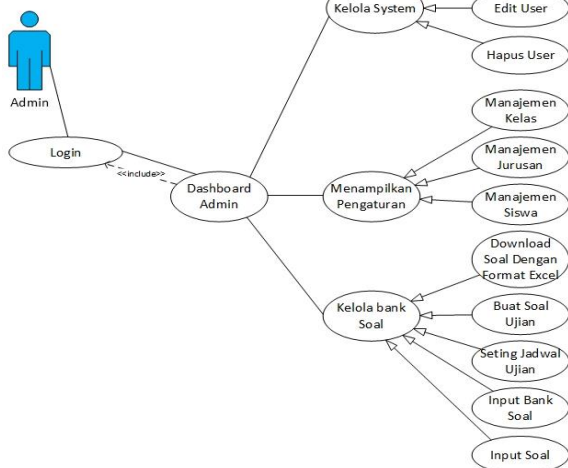 Kelola System
Edit User
Hapus User
Admin
Login
<<include>>
Dashboard
Admin
Menampilkan
Pengaturan
Manajemen
Kelas
Manajemen
Jurusan
Manajemen
Siswa
Kelola bank
Soal
Download
Soal Dengan
Format Excel
Buat Soal
Ujian
Seting Jadwal
Ujian
Input Bank
Soal
Input Soal